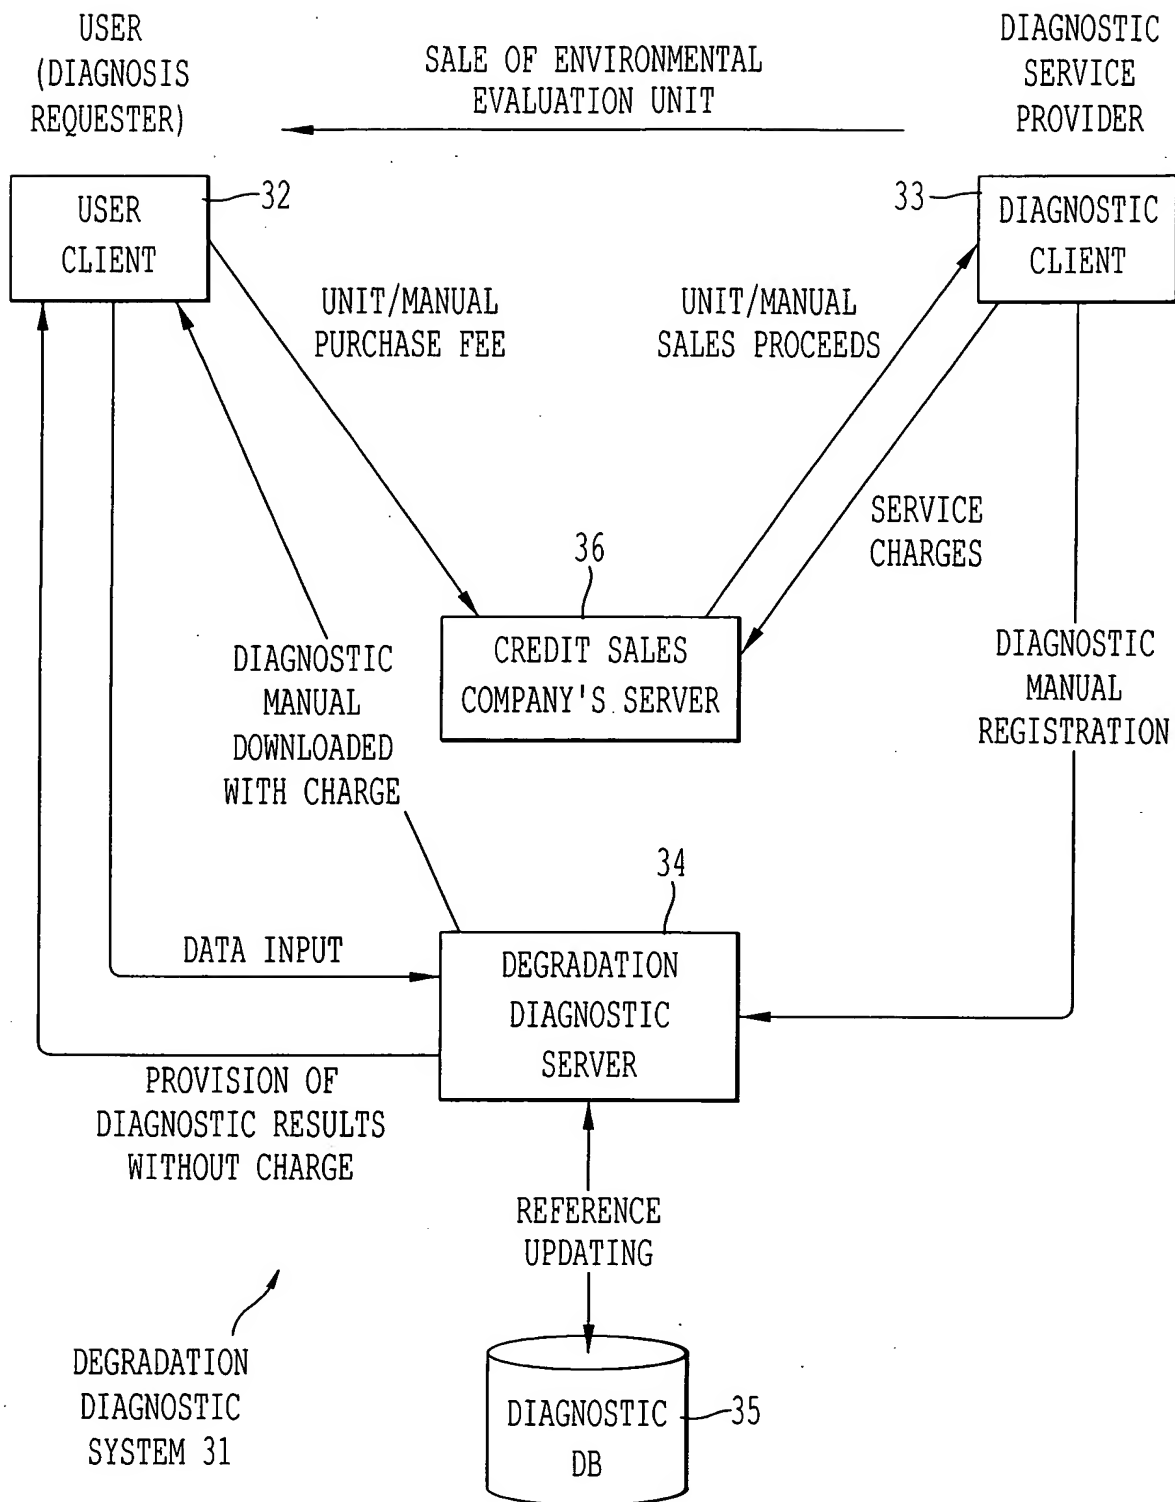 USER
(DIAGNOSIS
REQUESTER)
SALE OF ENVIRONMENTAL
EVALUATION UNIT
DIAGNOSTIC
SERVICE
PROVIDER
USER
CLIENT
32
33
DIAGNOSTIC
CLIENT
UNIT/MANUAL
PURCHASE FEE
UNIT/MANUAL
SALES PROCEEDS
SERVICE
CHARGES
36
CREDIT SALES
COMPANY'S SERVER
DIAGNOSTIC
MANUAL
DOWNLOADED
WITH CHARGE
DIAGNOSTIC
MANUAL
REGISTRATION
34
DATA INPUT
DEGRADATION
DIAGNOSTIC
SERVER
PROVISION OF
DIAGNOSTIC RESULTS
WITHOUT CHARGE
REFERENCE
UPDATING
DEGRADATION
DIAGNOSTIC
SYSTEM 31
DIAGNOSTIC
DB
35